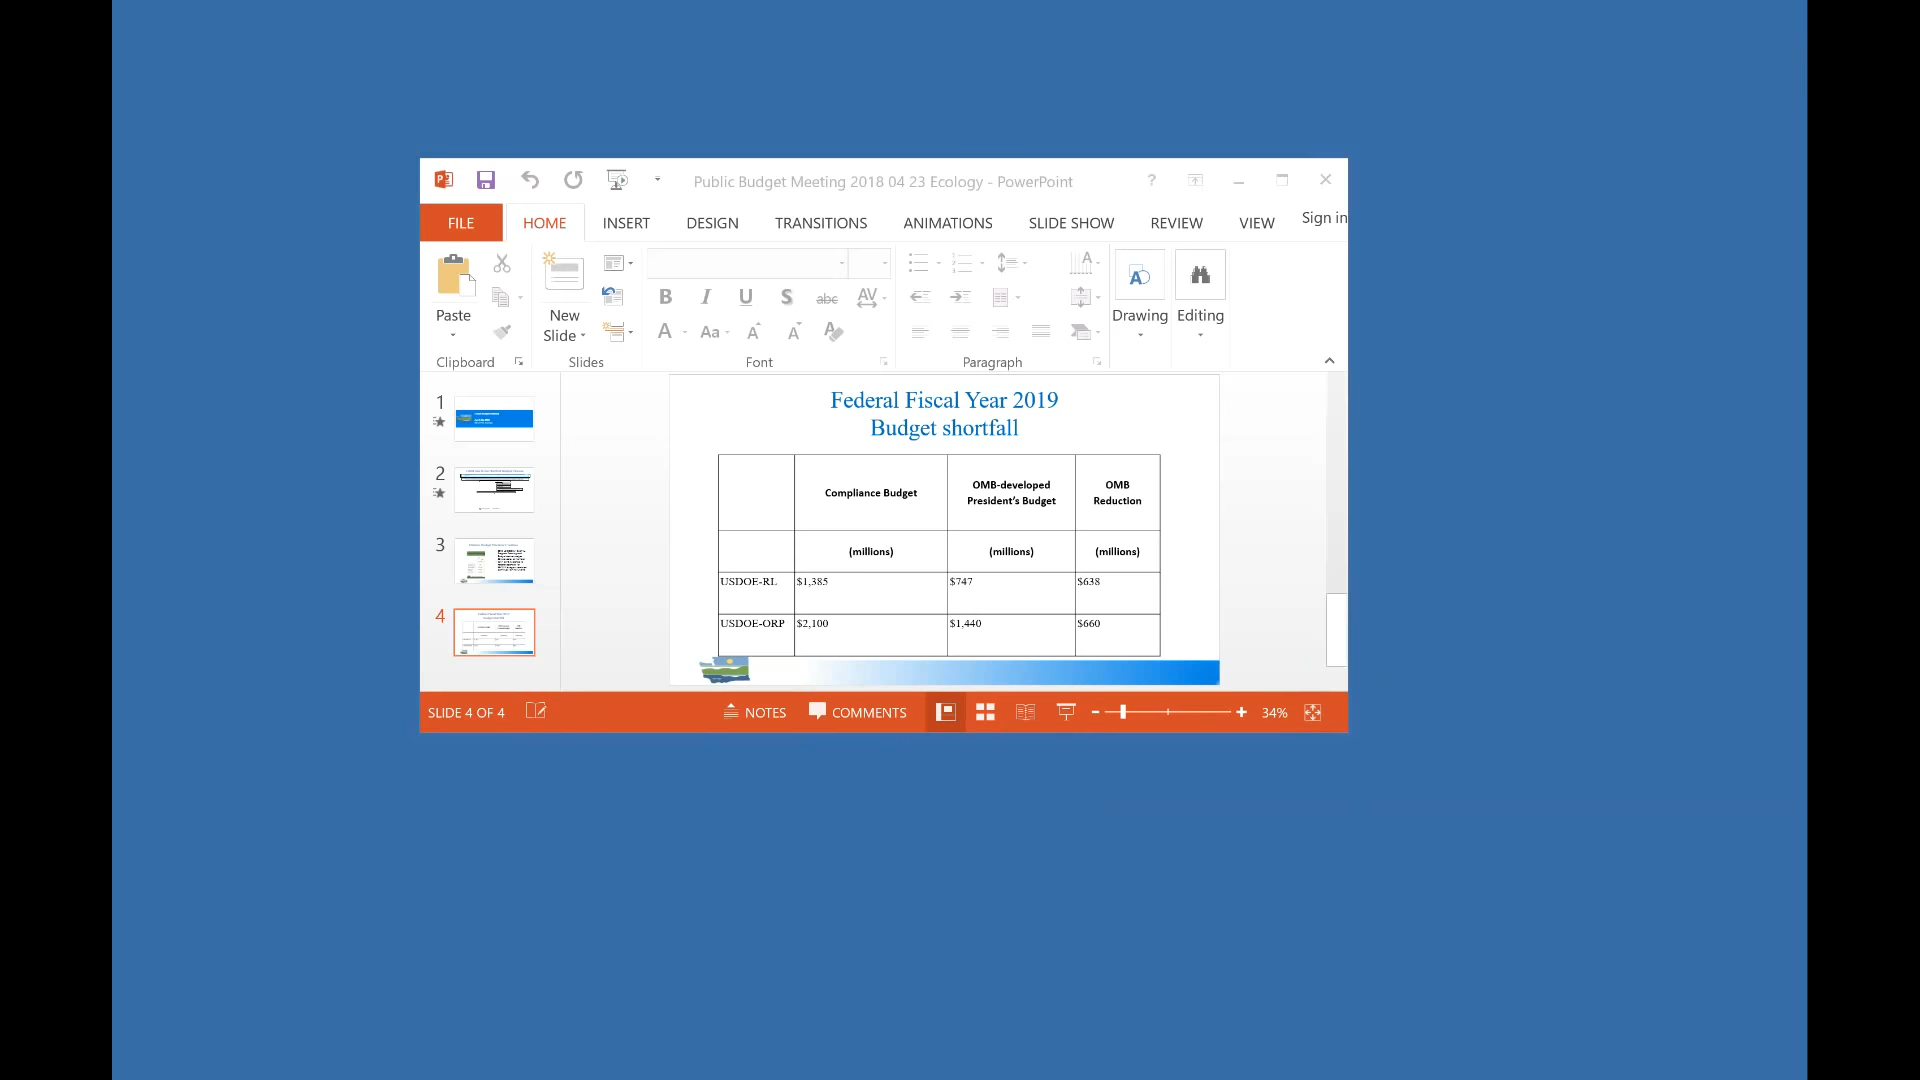 Public Budget Meeting 2018 04 23 Ecology - PowerPoint
?
FILE HOME INSERT DESIGN TRANSITIONS ANIMATIONS SLIDE SHOW REVIEW VIEW Sign in
Paste
New
Slide
Drawing
Editing
B I U S abc AV
A Aa A A A
Clipboard Slides Font Paragraph
1
2
3
4
Federal Fiscal Year 2019
Budget shortfall
Compliance Budget
OMB-developed
President's Budget
OMB
Reduction
(millions) (millions) (millions)
USDOE-RL $1,385 $747 $638
USDOE-ORP $2,100 $1,440 $660
SLIDE 4 OF 4 NOTES COMMENTS 34%